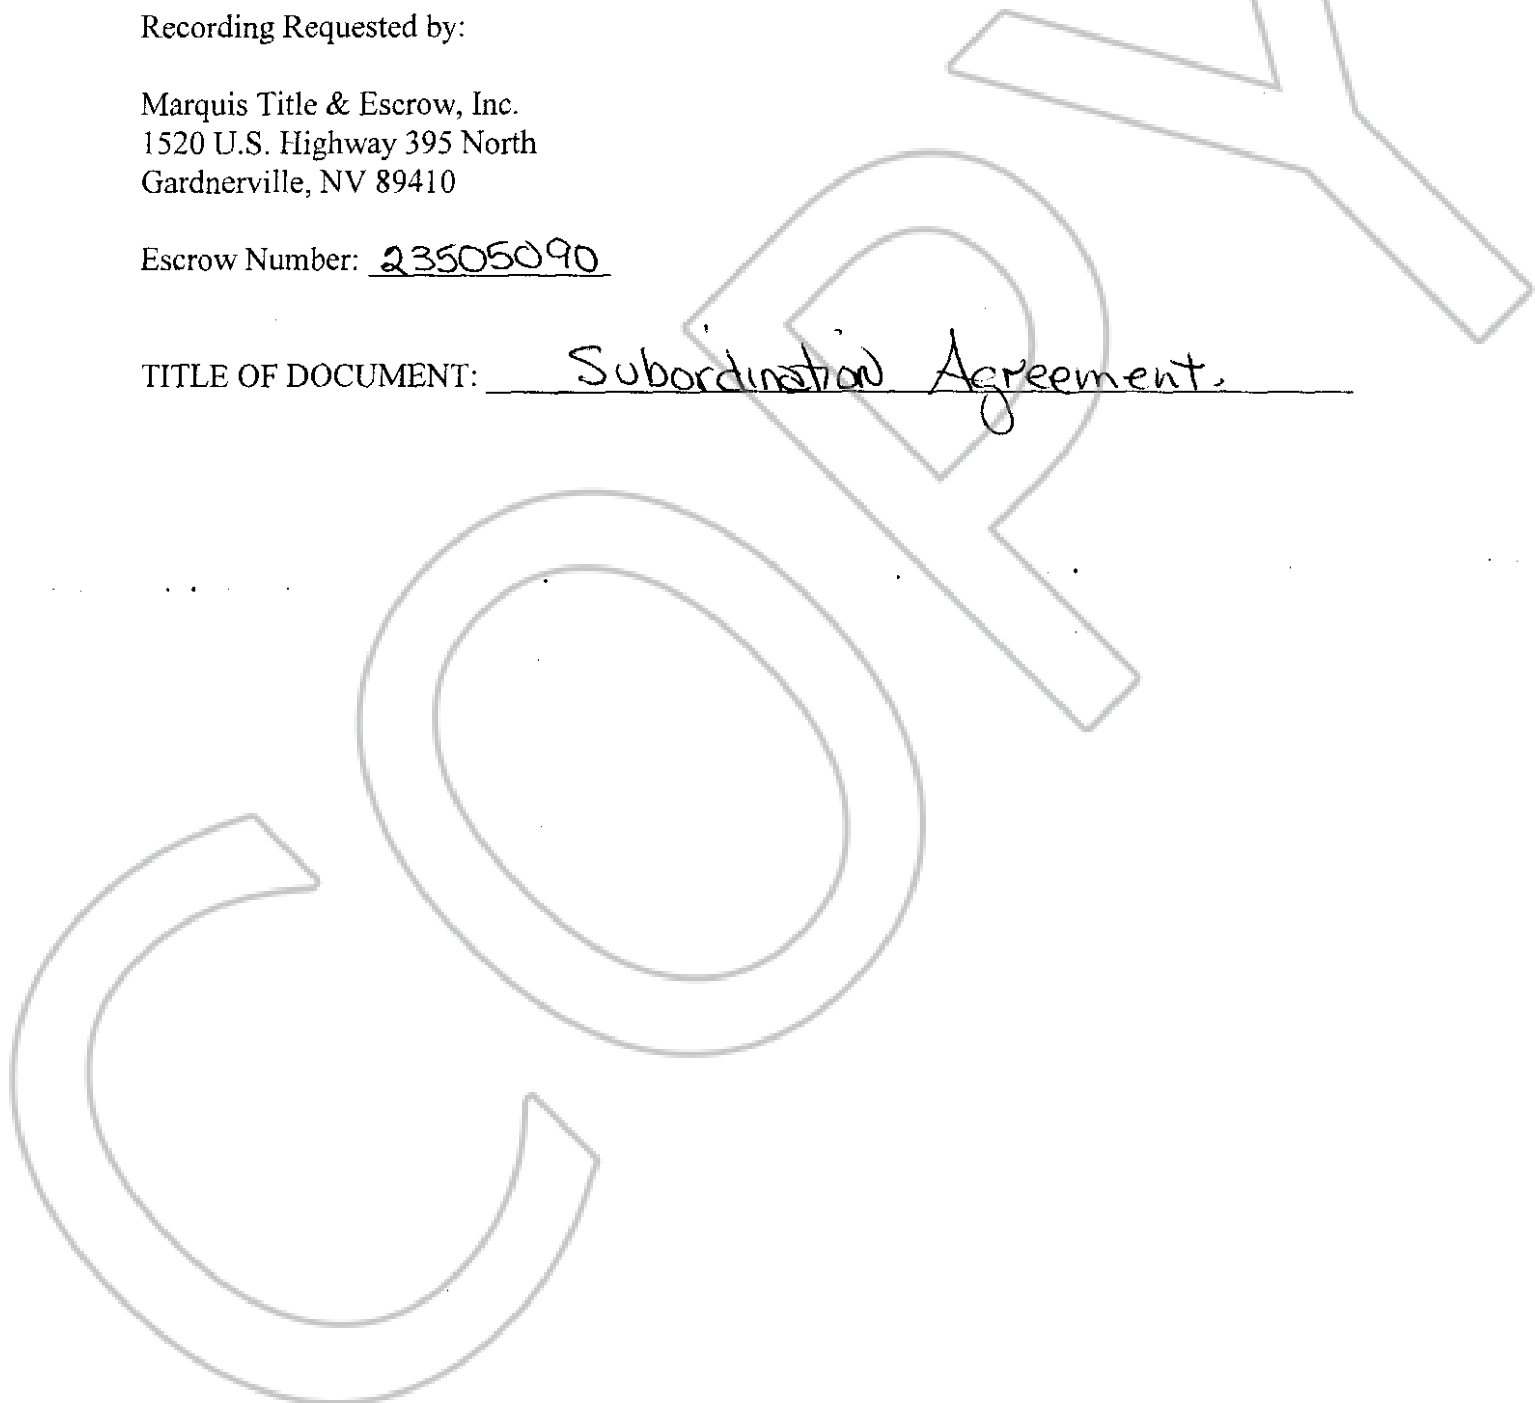 Recording Requested by:
Marquis Title & Escrow, Inc.
1520 U.S. Highway 395 North
Gardnerville, NV 89410
Escrow Number: 23505090
TITLE OF DOCUMENT: Subordination Agreement.
COPY